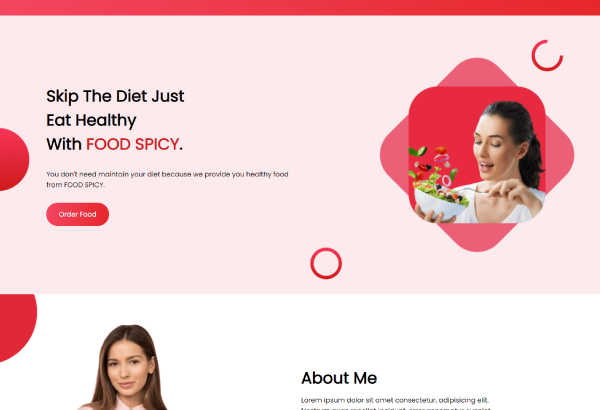 Skip The Diet Just
Eat Healthy
With FOOD SPICY.
You don't need maintain your diet because we provide you healthy food
from FOOD SPICY.
Order Food
About Me
Lorem ipsum dolor sit amet consectetur, adipisicing elit.